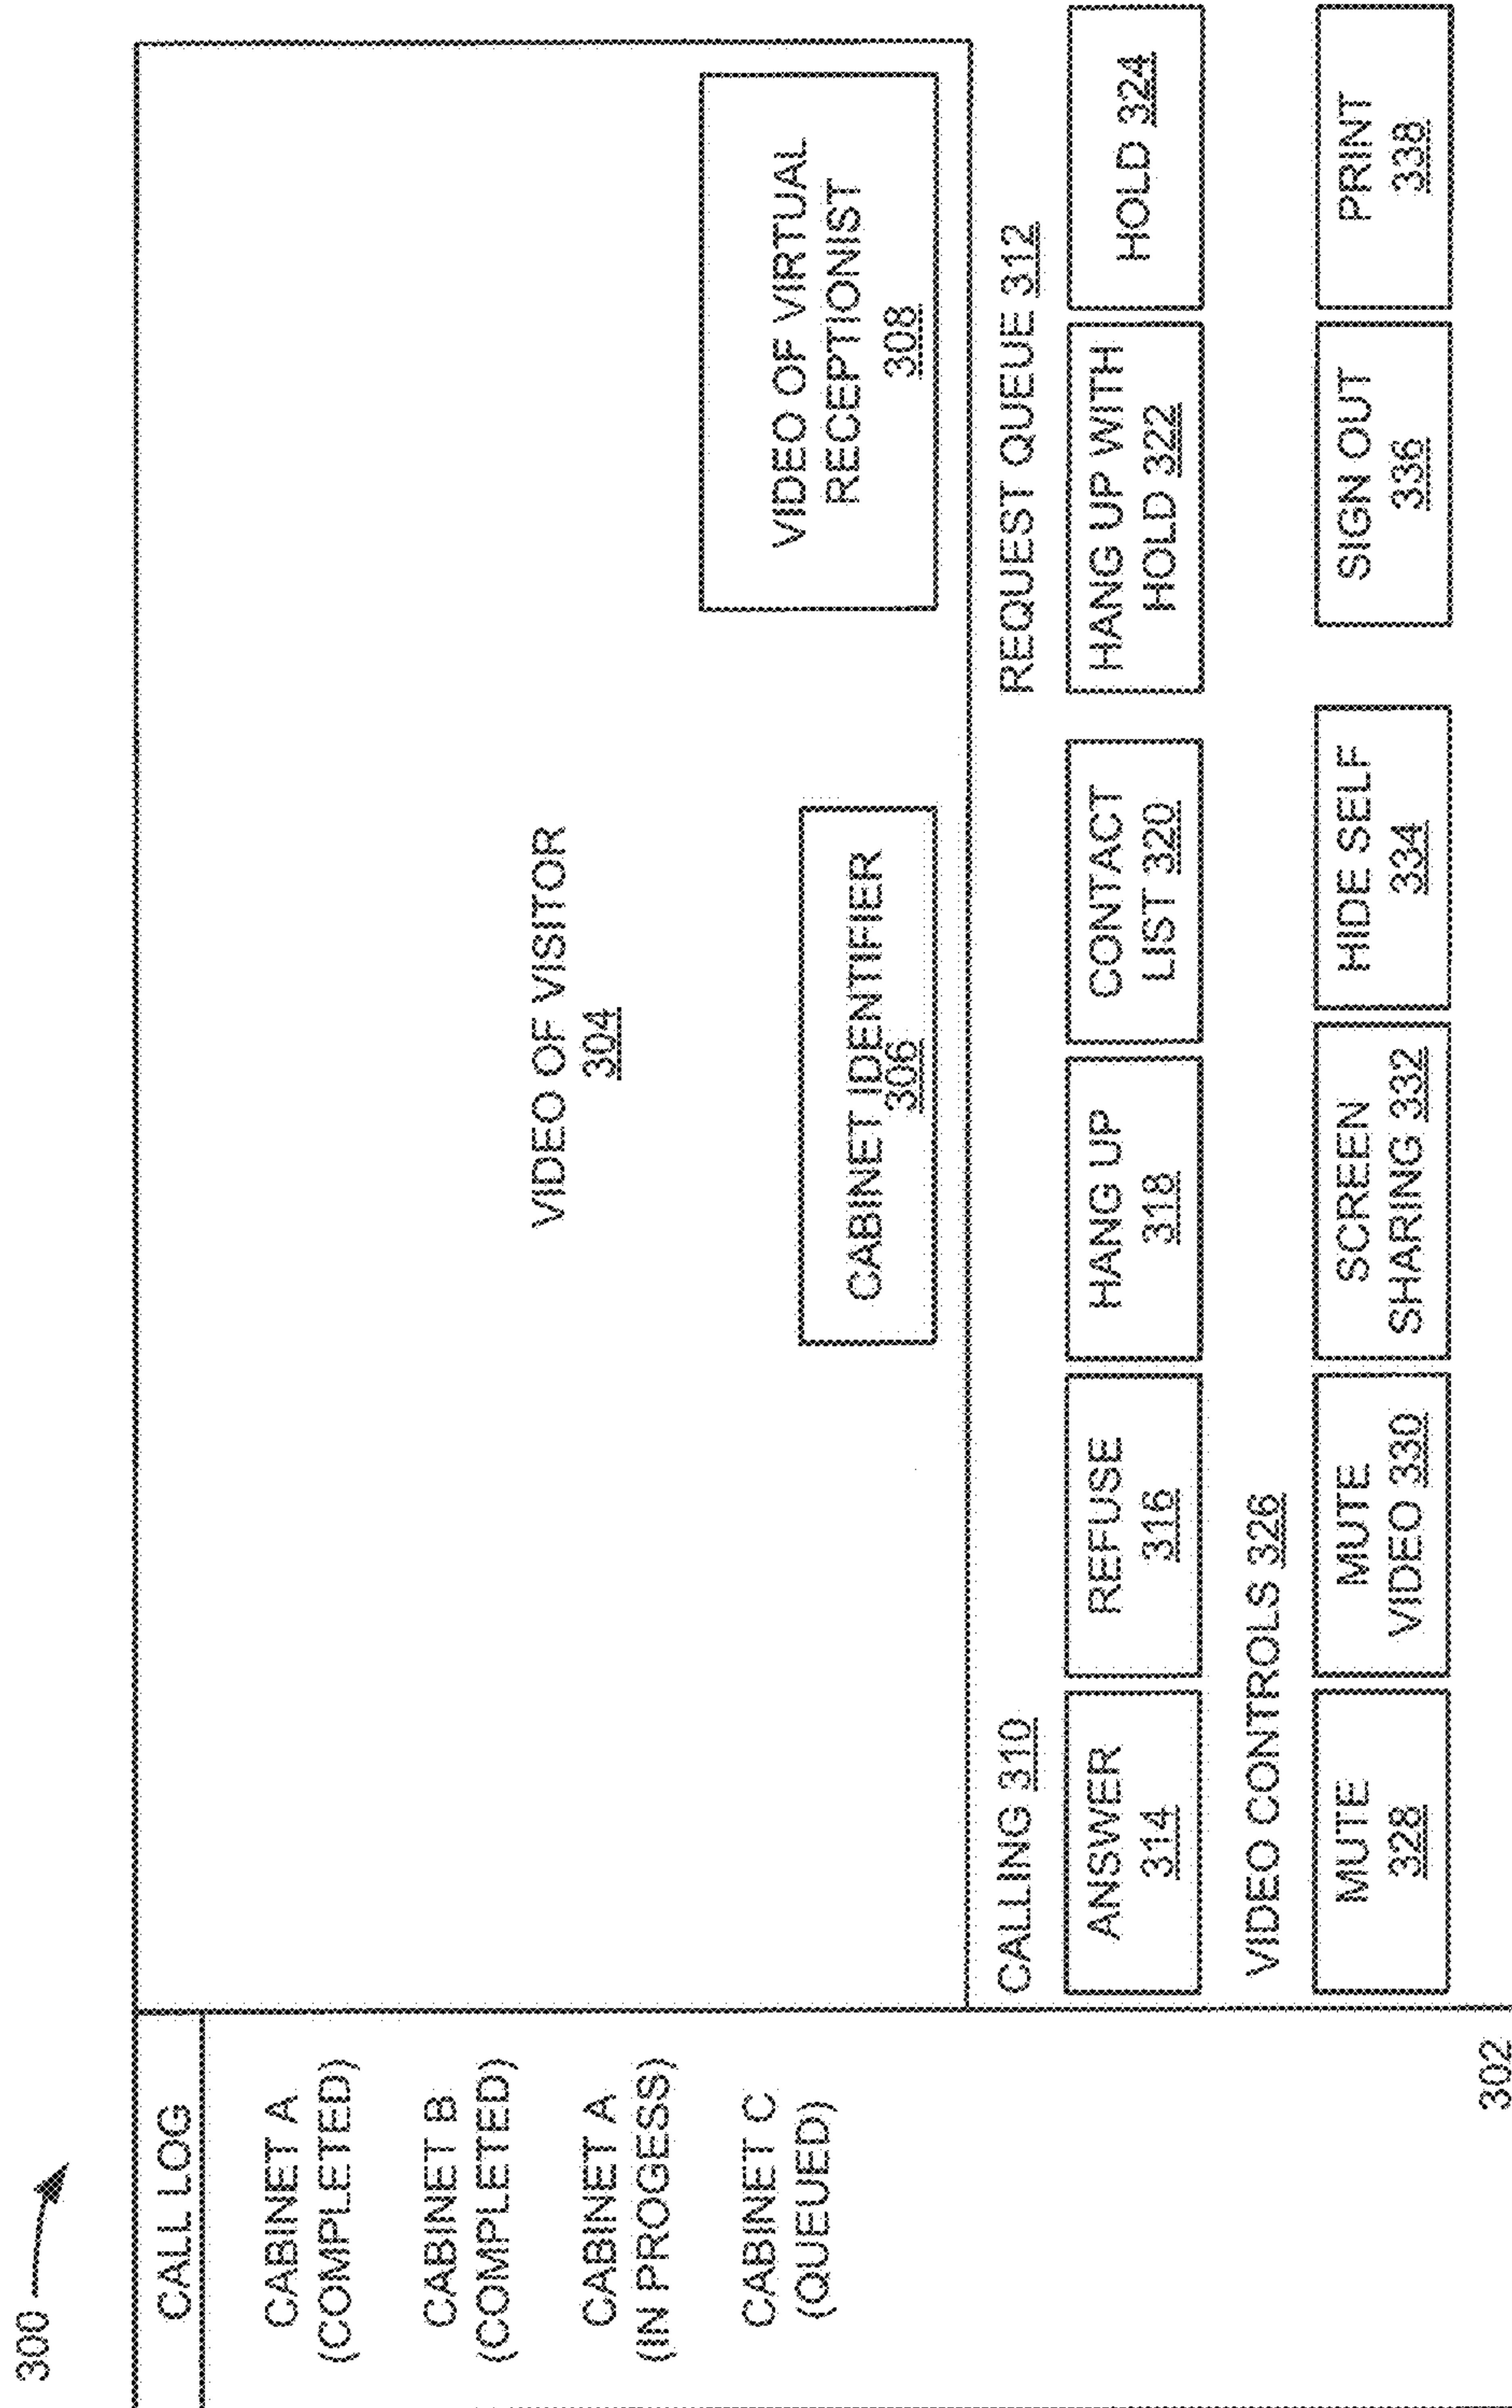 300
CALL LOG
CABINET A
(COMPLETED)
CABINET B
(COMPLETED)
CABINET A
(IN PROGESS)
CABINET C
(QUEUED)
302
VIDEO OF VISITOR
304
CABINET IDENTIFIER
306
VIDEO OF VIRTUAL
RECEPTIONIST
308
CALLING 310
REQUEST QUEUE 312
ANSWER
314
REFUSE
316
HANG UP
318
CONTACT
LIST 320
HANG UP WITH
HOLD 322
HOLD 324
VIDEO CONTROLS 326
MUTE
328
MUTE
VIDEO 330
SCREEN
SHARING 332
HIDE SELF
334
SIGN OUT
336
PRINT
338